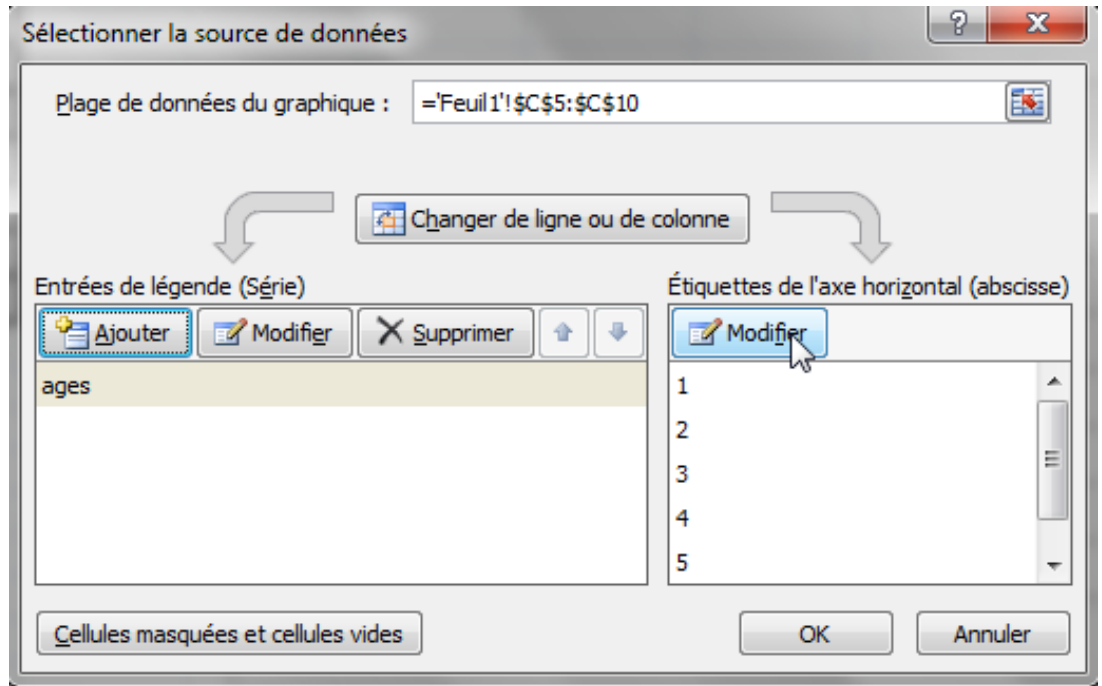 Sélectionner la source de données
Plage de données du graphique : ='Feuil1'!$C$5:$C$10
Changer de ligne ou de colonne
Entrées de légende (Série)
Ajouter Modifier Supprimer
ages
Étiquettes de l'axe horizontal (abscisse)
Modifier
1
2
3
4
5
Cellules masquées et cellules vides
OK Annuler